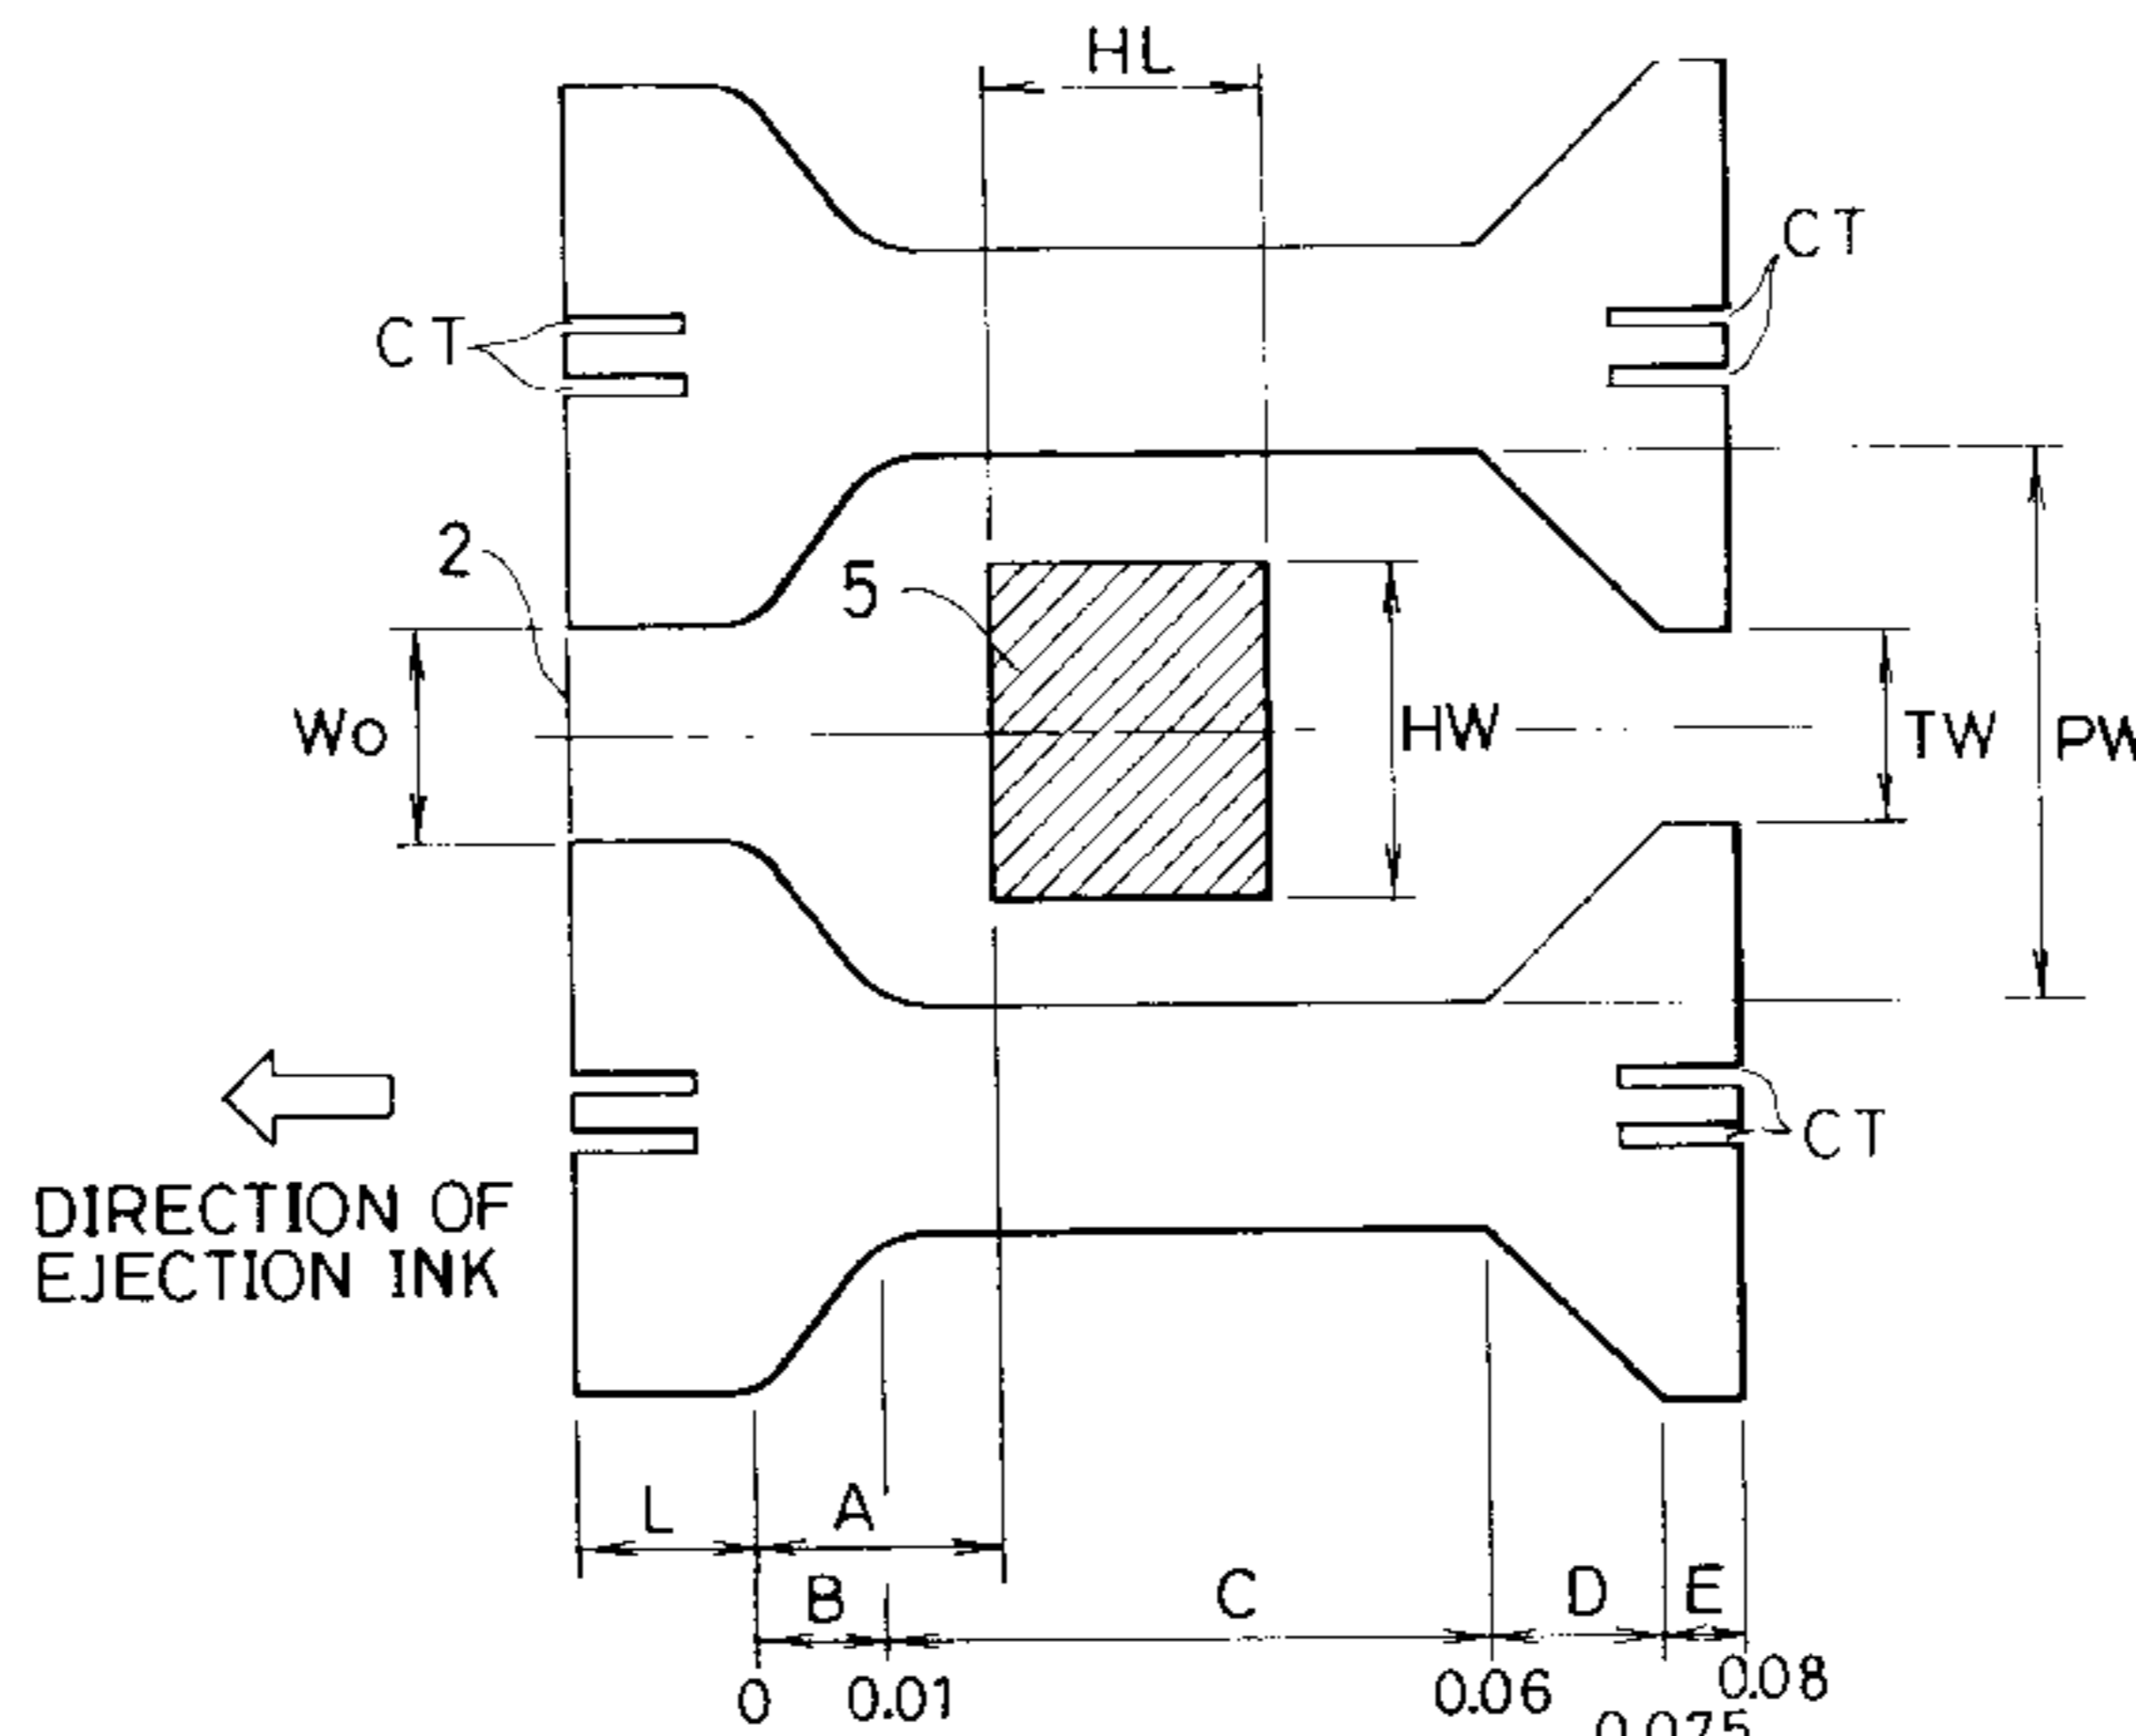 HL
CT
CT
2
5
Wo
HW
TW
PW
CT
DIRECTION OF
EJECTION INK
L
A
B
C
D
E
0
0.01
0.06
0.08
0.075